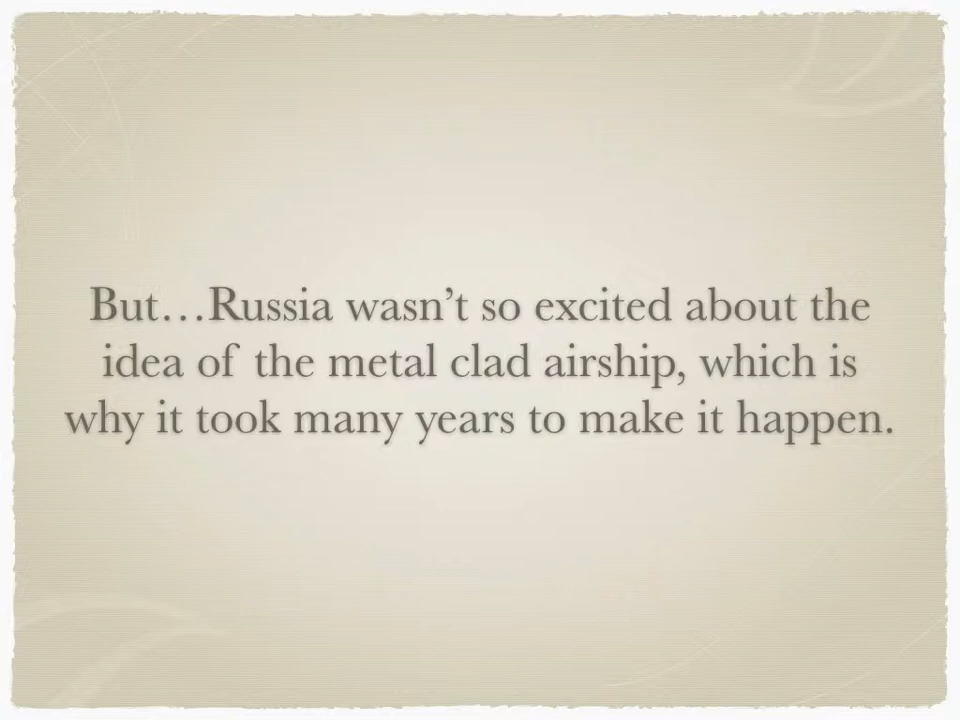 But…Russia wasn’t so excited about the
idea of the metal clad airship, which is
why it took many years to make it happen.